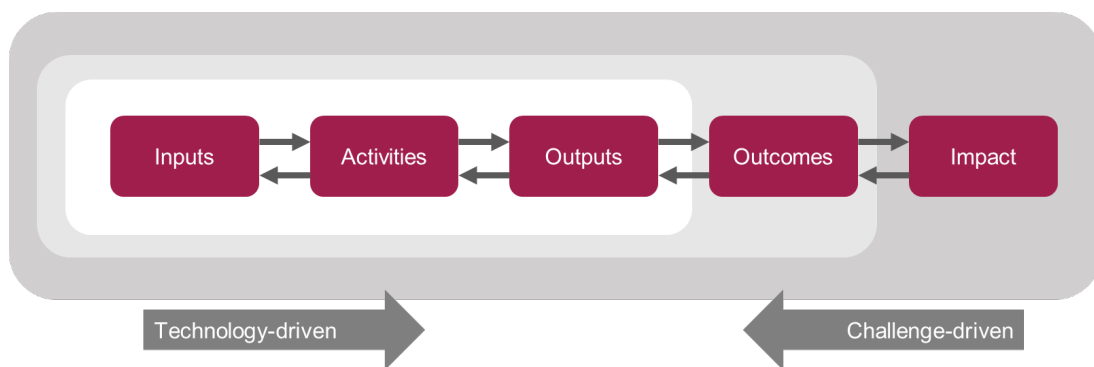 Inputs
Activities
Outputs
Outcomes
Impact
Technology-driven
Challenge-driven